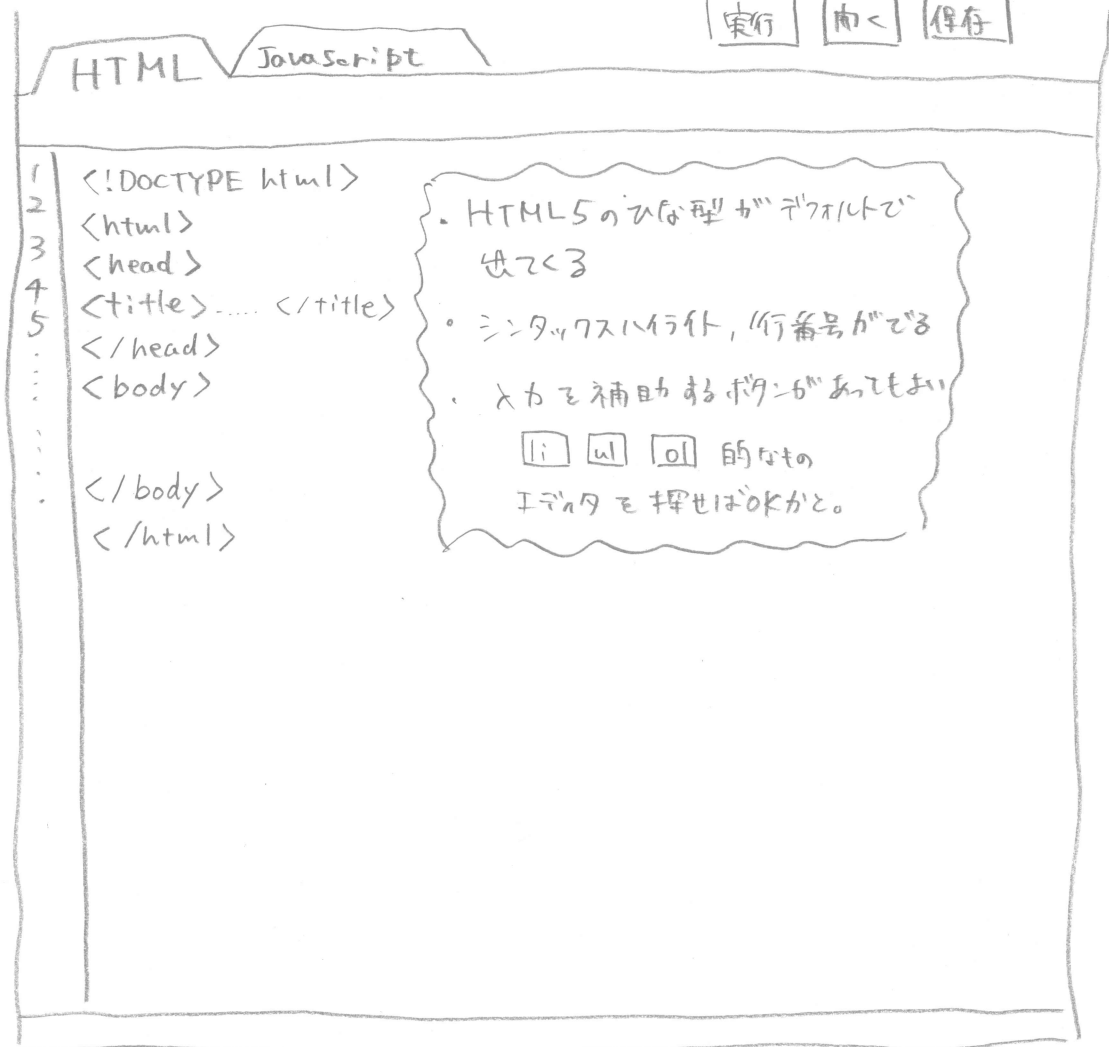 実行 開く 保存
HTML JavaScript
1 <!DOCTYPE html>
2 <html>
3 <head>
4 <title>..... </title>
5 </head>
<body>
</body>
</html>
・HTML5のひな型がデフォルトで
出てくる
・シンタックスハイライト,行番号がでる
・入力を補助するボタンがあってもよい
li ul ol 的なもの
エディタを探せばOKかと。